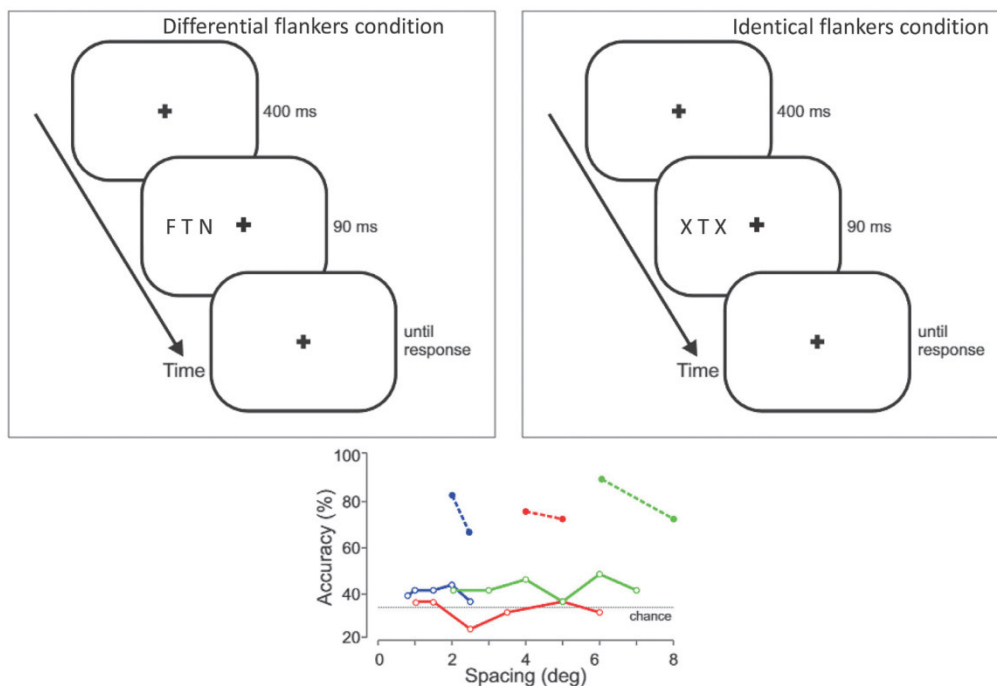 Differential flankers condition
400 ms
F T N
90 ms
until
response
Time
Identical flankers condition
400 ms
X T X
90 ms
until
response
Time
100
80
60
40
20
Accuracy (%)
chance
0 2 4 6 8
Spacing (deg)